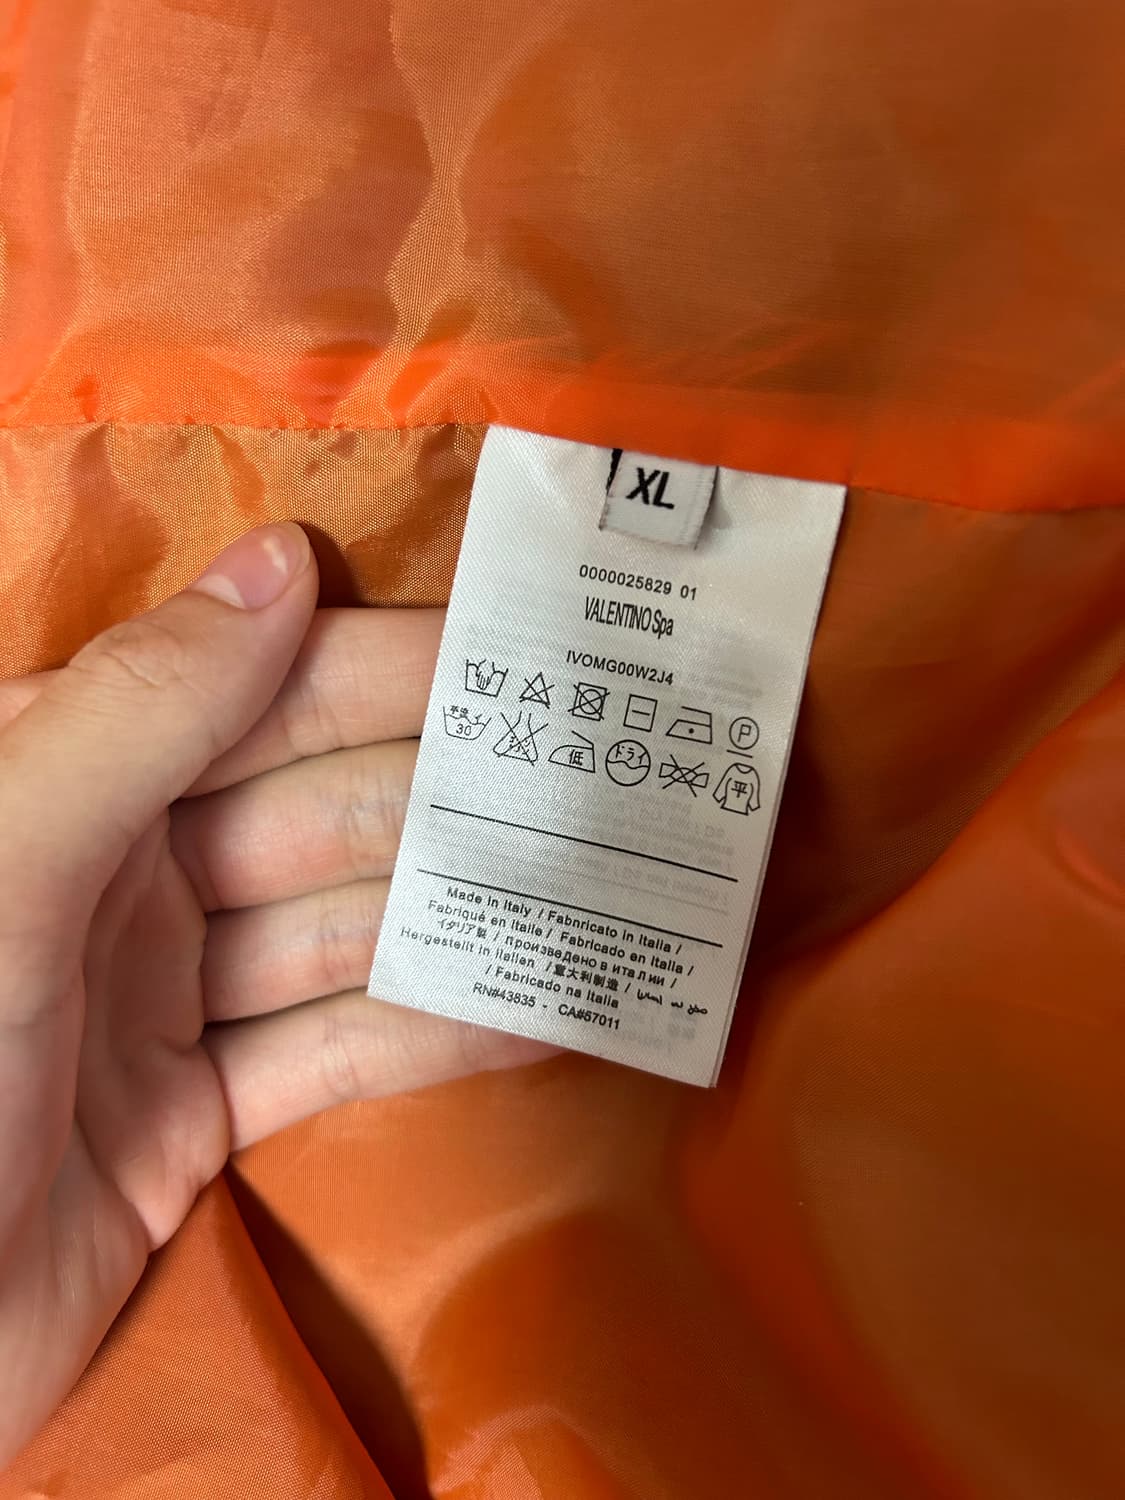 XL
0000025829 01
VALENTINO Spa
IVOMG00W2J4
P
30
低
ドライ
平
Made in Italy / Fabnricato in Italia /
Fabriqué en Itaile / Fabricado en Italia /
イタリア製 / произведено в италии /
Hergestellt in italien / 意大利制造 /
/ Fabricado na Italia
RN#43835 - CA#57011